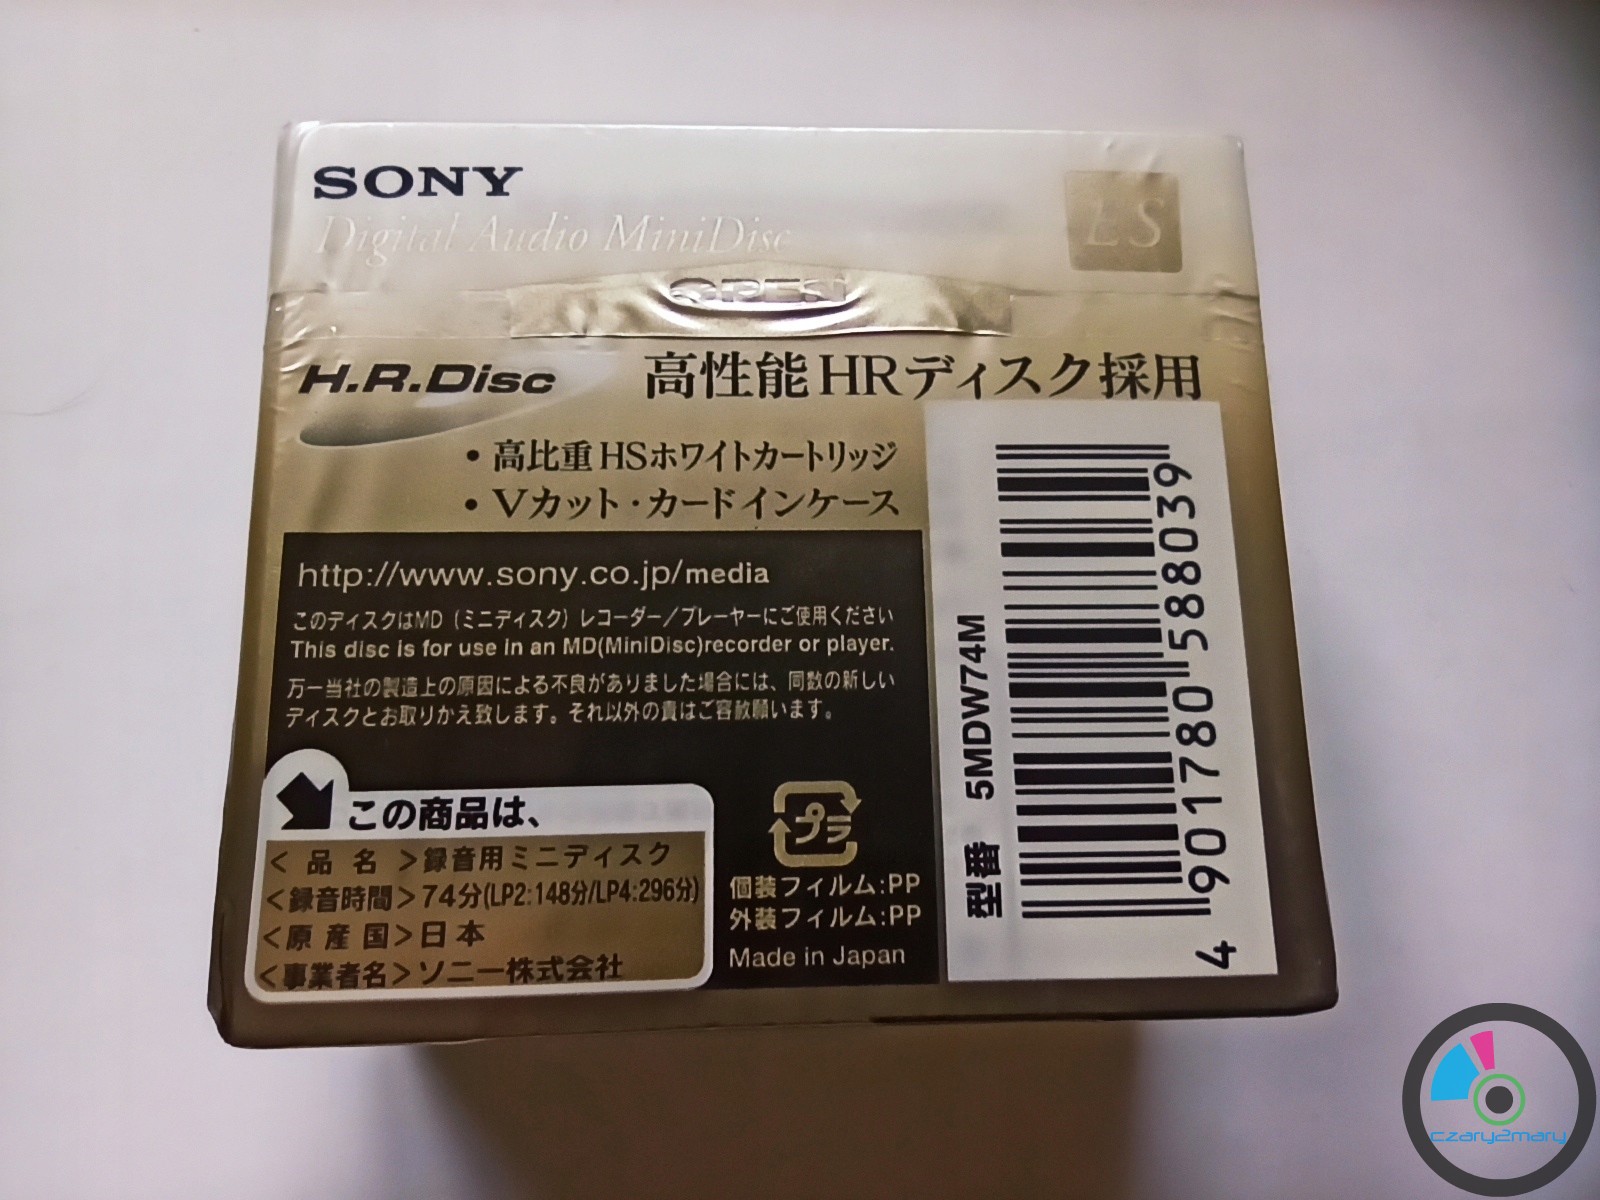 SONY
Digital Audio MiniDisc
ES
OPEN
H.R.Disc
高性能HRディスク採用
・高比重HSホワイトカートリッジ
・Vカット・カードインケース
http://www.sony.co.jp/media
このディスクはMD（ミニディスク）レコーダー／プレーヤーにご使用ください
This disc is for use in an MD(MiniDisc)recorder or player.
万一当社の製造上の原因による不良がありました場合には、同数の新しい
ディスクとお取りかえ致します。それ以外の責はご容赦願います。
この商品は、
＜品名＞録音用ミニディスク
＜録音時間＞74分(LP2:148分/LP4:296分)
＜原産国＞日本
＜事業者名＞ソニー株式会社
プラ
個装フィルム:PP
外装フィルム:PP
Made in Japan
型番 5MDW74M
4 901780 588039
czary2mary